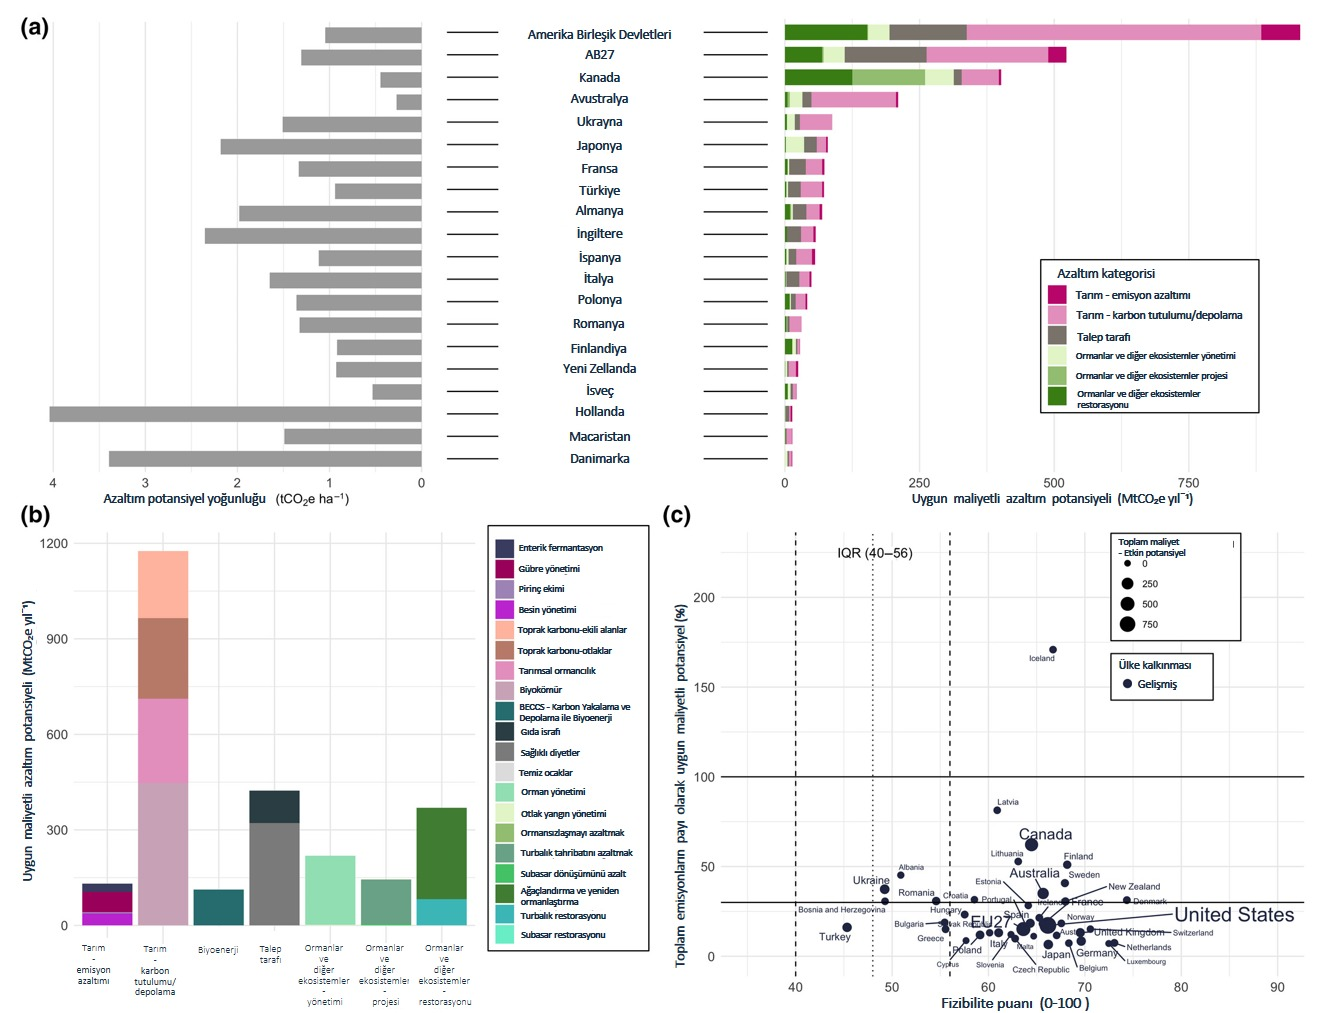 (a)
Amerika Birleşik Devletleri
AB27
Kanada
Avustralya
Ukrayna
Japonya
Fransa
Türkiye
Almanya
İngiltere
İspanya
İtalya
Polonya
Romanya
Finlandiya
Yeni Zellanda
İsveç
Hollanda
Macaristan
Danimarka
4 3 2 1 0
Azaltım potansiyel yoğunluğu (tCO₂e ha⁻¹)
0 250 500 750
Uygun maliyetli azaltım potansiyeli (MtCO₂e yıl⁻¹)
Azaltım kategorisi
Tarım - emisyon azaltımı
Tarım - karbon tutulumu/depolama
Talep tarafı
Ormanlar ve diğer ekosistemler yönetimi
Ormanlar ve diğer ekosistemler projesi
Ormanlar ve diğer ekosistemler
restorasyonu
(b)
Uygun maliyetli azaltım potansiyeli (MtCO₂e yıl⁻¹)
1200
900
600
300
0
Tarım
-
emisyon
azaltımı
Tarım
-
karbon
tutulumu/
depolama
Biyoenerji
Talep
tarafı
Ormanlar
ve
diğer
ekosistemler
-
yönetimi
Ormanlar
ve
diğer
ekosistemler
-
projesi
Ormanlar
ve
diğer
ekosistemler
-
restorasyonu
Enterik fermantasyon
Gübre yönetimi
Pirinç ekimi
Besin yönetimi
Toprak karbonu-ekili alanlar
Toprak karbonu-otlaklar
Tarımsal ormancılık
Biyokömür
BECCS - Karbon Yakalama ve
Depolama ile Biyoenerji
Gıda israfı
Sağlıklı diyetler
Temiz ocaklar
Orman yönetimi
Otlak yangın yönetimi
Ormansızlaşmayı azaltmak
Turbalık tahribatını azaltmak
Subasar dönüşümünü azalt
Ağaçlandırma ve yeniden
ormanlaştırma
Turbalık restorasyonu
Subasar restorasyonu
(c)
Toplam emisyonların payı olarak uygun maliyetli potansiyel (%)
200
150
100
50
0
IQR (40–56)
Toplam maliyet
- Etkin potansiyel
0
250
500
750
Ülke kalkınması
Gelişmiş
Iceland
Latvia
Canada
Lithuania
Finland
Albania
Australia
Ukraine
Estonia
Sweden
Romania
Croatia
Portugal
New Zealand
Ireland
France
Denmark
Bosnia and Herzegovina
Hungary
Spain
Norway
United States
Bulgaria
EU27
Turkey
Greece
United Kingdom
Switzerland
Poland
Italy
Malta
Japan
Germany
Netherlands
Cyprus
Slovenia
Czech Republic
Belgium
Luxembourg
40 50 60 70 80 90
Fizibilite puanı (0-100 )